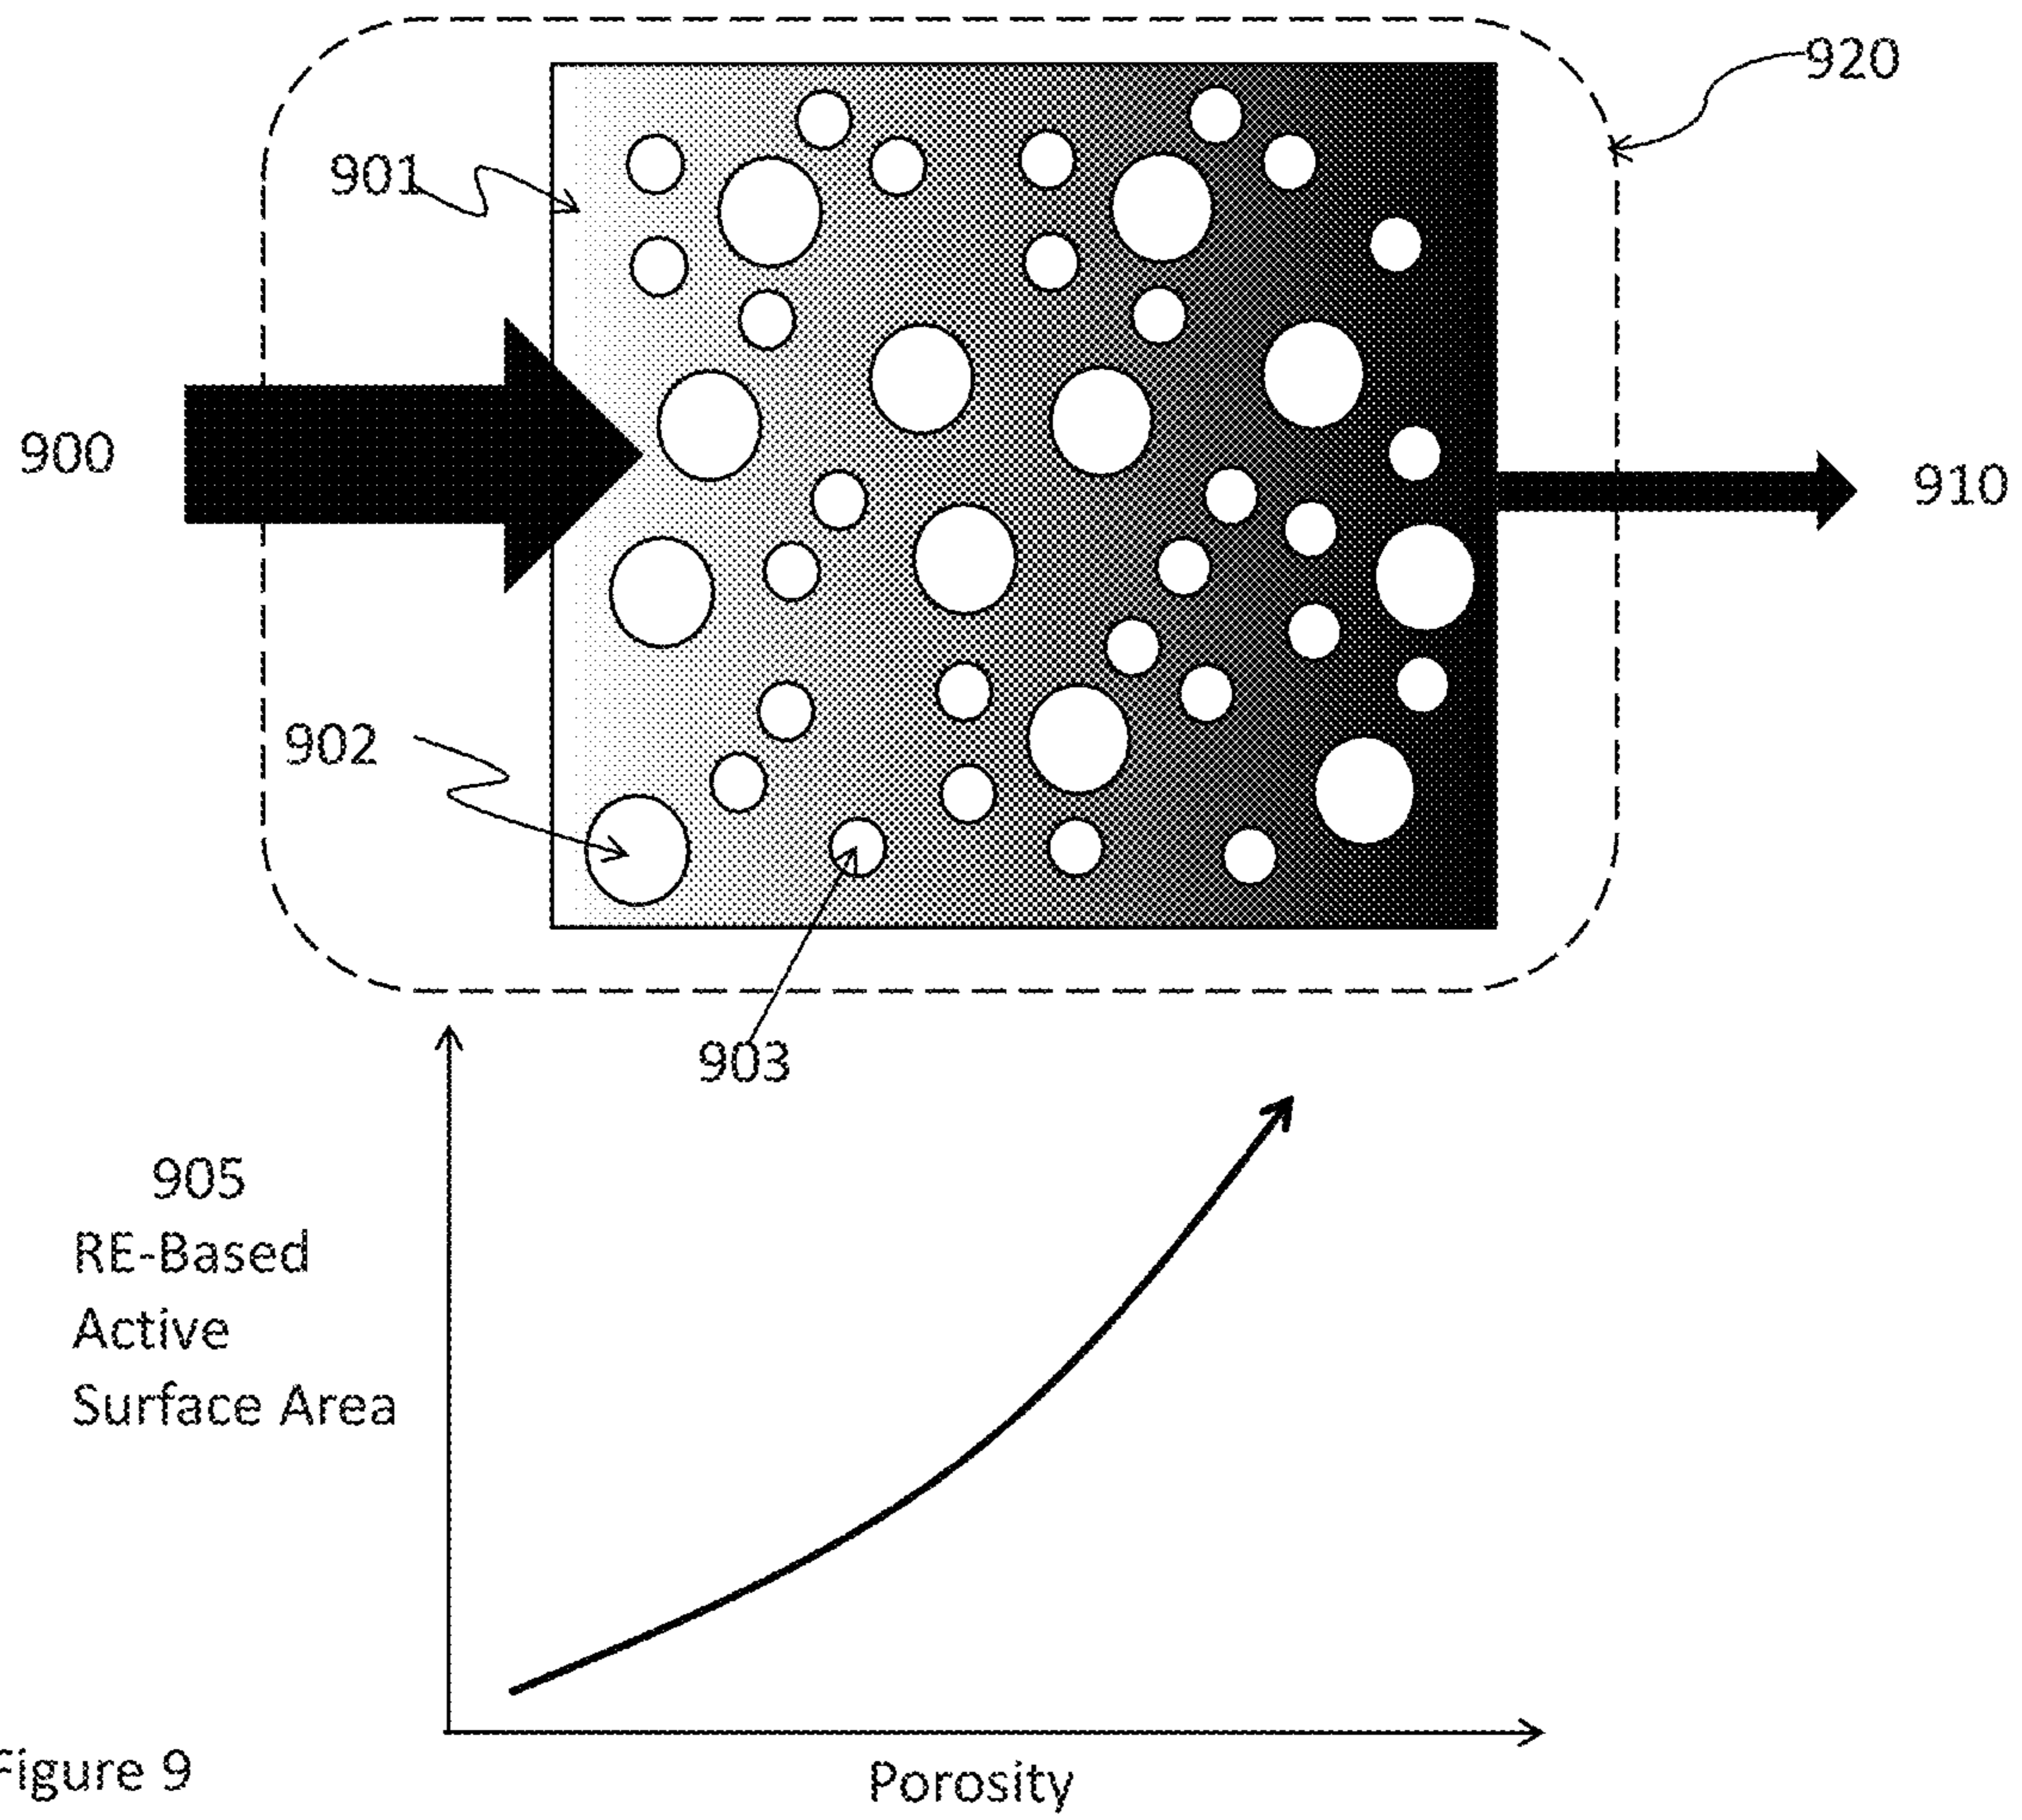 920
901
900
910
902
903
905
RE-Based
Active
Surface Area
Figure 9
Porosity